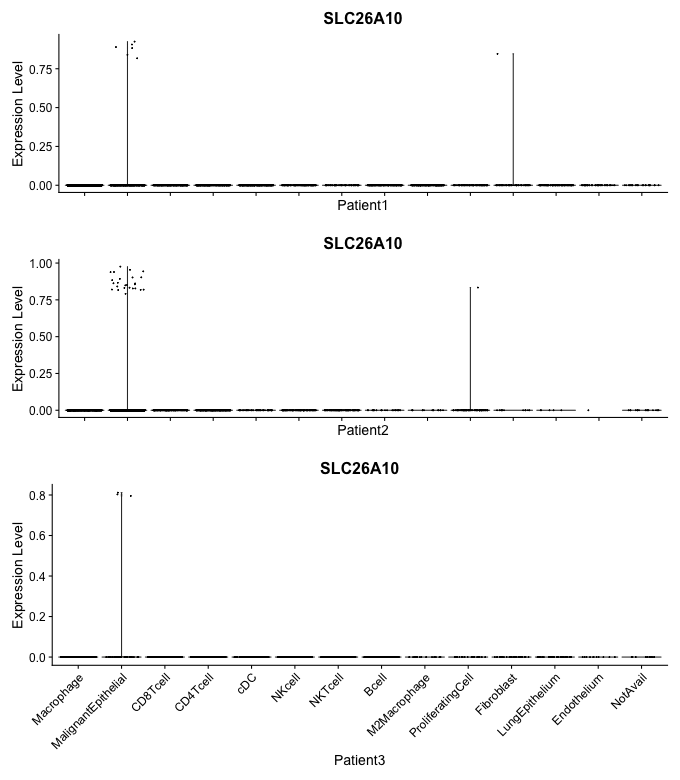 SLC26A10
Expression Level
0.75
0.50
0.25
0.00
Patient1
SLC26A10
Expression Level
1.00
0.75
0.50
0.25
0.00
Patient2
SLC26A10
Expression Level
0.8
0.6
0.4
0.2
0.0
Macrophage
MalignantEpithelial
CD8Tcell
CD4Tcell
cDC
NKcell
NKTcell
Bcell
M2Macrophage
ProliferatingCell
Fibroblast
LungEpithelium
Endothelium
NotAvail
Patient3